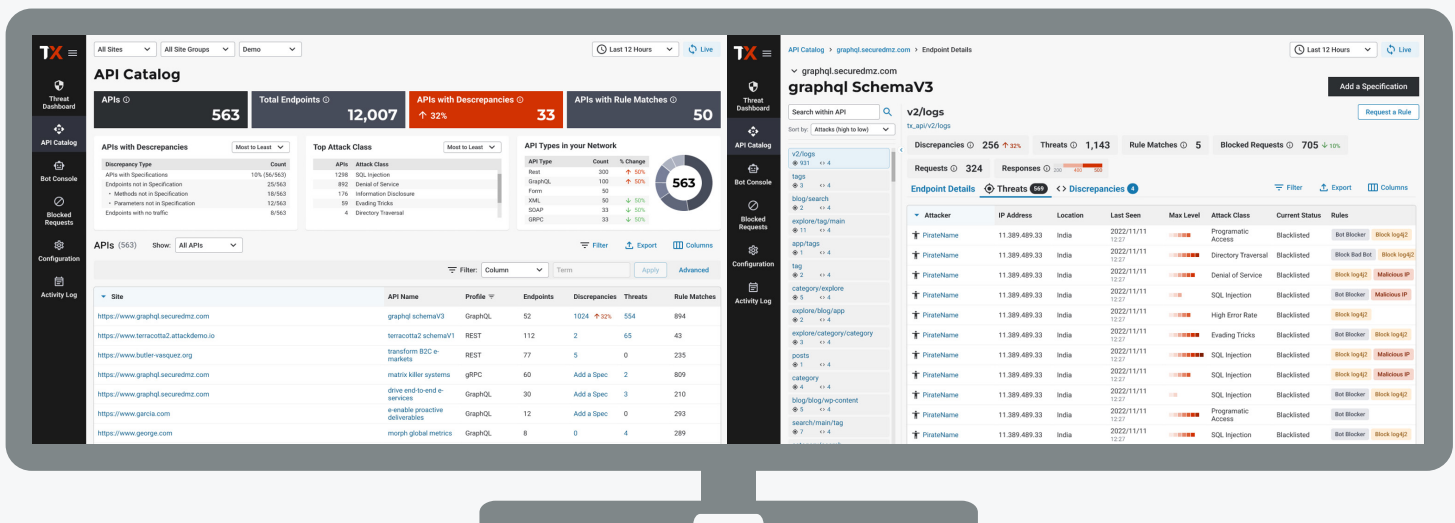 TX
Threat
Dashboard
API Catalog
Bot Console
Blocked
Requests
Configuration
Activity Log
All Sites All Site Groups Demo Last 12 Hours Live
API Catalog
APIs 563
Total Endpoints 12,007
APIs with Descrepancies 32% 33
APIs with Rule Matches 50
APIs with Descrepancies Most to Least
Discrepancy Type Count
APIs with Specifications 10% (56/563)
Endpoints not in Specification 25/563
• Methods not in Specification 18/563
• Parameters not in Specification 12/563
Endpoints with no traffic 8/563
Top Attack Class Most to Least
APIs Attack Class
1298 SQL Injection
892 Denial of Service
176 Information Disclosure
59 Evading Tricks
4 Directory Traversal
API Types in your Network
API Type Count % Change
Rest 300 ↑ 50%
GraphQL 100 ↑ 50%
Form 50
XML 50 ↓ 50%
SOAP 33 ↓ 50%
GRPC 33 ↓ 50%
563
APIs (563) Show: All APIs Filter Export Columns
Filter: Column Term Apply Advanced
Site API Name Profile Endpoints Discrepancies Threats Rule Matches
https://www.graphql.securedmz.com graphql schemaV3 GraphQL 52 1024 ↑ 32% 554 894
https://www.terracotta2.attackdemo.io terracotta2 schemaV1 REST 112 2 65 43
https://www.butler-vasquez.org transform B2C e-
markets REST 77 5 0 235
https://www.graphql.securedmz.com matrix killer systems gRPC 60 Add a Spec 2 809
https://www.graphql.securedmz.com drive end-to-end e-
services GraphQL 30 Add a Spec 3 210
https://www.garcia.com e-enable proactive
deliverables GraphQL 12 Add a Spec 0 293
https://www.george.com morph global metrics GraphQL 8 0 4 289
TX
Threat
Dashboard
API Catalog
Bot Console
Blocked
Requests
Configuration
Activity Log
API Catalog > graphql.securedmz.com > Endpoint Details Last 12 Hours Live
graphql.securedmz.com
graphql SchemaV3
Add a Specification
Search within API
Sort by: Attacks (high to low)
v2/logs
931 <> 4
tags
3 <> 4
blog/search
2 <> 4
explore/tag/main
11 <> 4
app/tags
1 <> 4
tag
2 <> 4
category/explore
5 <> 4
explore/blog/app
2 <> 4
explore/category/category
3 <> 4
posts
1 <> 4
category
4 <> 4
blog/blog/wp-content
5 <> 4
search/main/tag
7 <> 4
v2/logs Request a Rule
tx_api/v2/logs
Discrepancies 256 ↑ 32% Threats 1,143 Rule Matches 5 Blocked Requests 705 ↓ 10%
Requests 324 Responses 200 400 500
Endpoint Details Threats 569 <> Discrepancies 4 Filter Export Columns
Attacker IP Address Location Last Seen Max Level Attack Class Current Status Rules
PirateName 11.389.489.33 India 2022/11/11
12:27 Programatic
Access Blacklisted Bot Blocker Block log4j2
PirateName 11.389.489.33 India 2022/11/11
12:27 Directory Traversal Blacklisted Block Bad Bot Block log4j2
PirateName 11.389.489.33 India 2022/11/11
12:27 Denial of Service Blacklisted Block log4j2 Malicious IP
PirateName 11.389.489.33 India 2022/11/11
12:27 SQL Injection Blacklisted Bot Blocker Malicious IP
PirateName 11.389.489.33 India 2022/11/11
12:27 High Error Rate Blacklisted Block log4j2
PirateName 11.389.489.33 India 2022/11/11
12:27 Evading Tricks Blacklisted Bot Blocker Block log4j2
PirateName 11.389.489.33 India 2022/11/11
12:27 SQL Injection Blacklisted Block log4j2 Malicious IP
PirateName 11.389.489.33 India 2022/11/11
12:27 SQL Injection Blacklisted Block log4j2 Malicious IP
PirateName 11.389.489.33 India 2022/11/11
12:27 SQL Injection Blacklisted Bot Blocker Block log4j2
PirateName 11.389.489.33 India 2022/11/11
12:27 Programatic
Access Blacklisted Bot Blocker
PirateName 11.389.489.33 India 2022/11/11
12:27 SQL Injection Blacklisted Bot Blocker Block log4j2